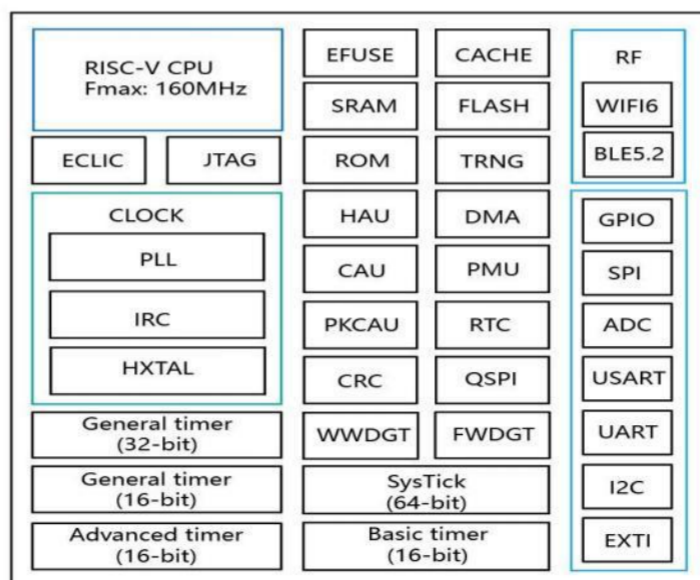 RISC-V CPU
Fmax: 160MHz
ECLIC
JTAG
CLOCK
PLL
IRC
HXTAL
General timer
(32-bit)
General timer
(16-bit)
Advanced timer
(16-bit)
EFUSE
CACHE
SRAM
FLASH
ROM
TRNG
HAU
DMA
CAU
PMU
PKCAU
RTC
CRC
QSPI
WWDGT
FWDGT
SysTick
(64-bit)
Basic timer
(16-bit)
RF
WIFI6
BLE5.2
GPIO
SPI
ADC
USART
UART
I2C
EXTI